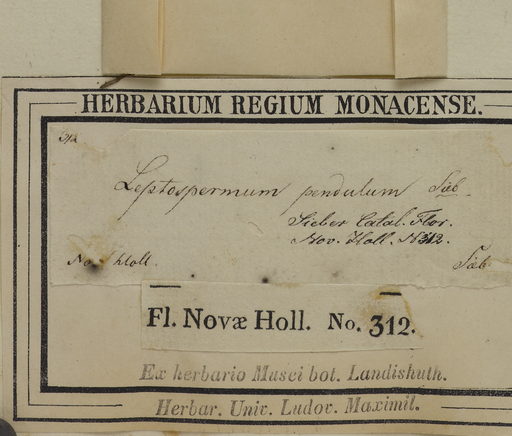 HERBARIUM REGIUM MONACENSE.
312
Leptospermum pendulum Sieb.
Sieber Catal. Flor.
Nov. Holl. N 312.
Nov. Holl. Sieb.
Fl. Novæ Holl. No. 312.
Ex herbario Musei bot. Landishuth.
Herbar. Univ. Ludov. Maximil.